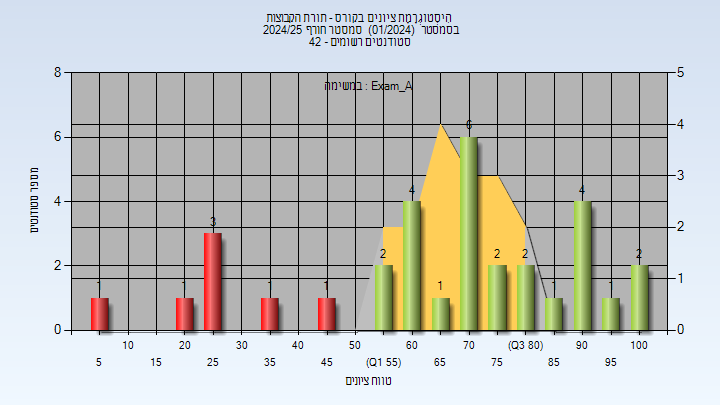 היסטוגרמת ציונים בקורס - תורת הקבוצות
בסמסטר (01/2024) סמסטר חורף 2024/25
סטודנטים רשומים - 42
במשימה : Exam_A
8 6 4 2 0
5 4 3 2 1 0
1 1 3 1 1 2 4 1 6 2 2 1 4 1 2
מספר סטודנטים
10 20 30 40 50 60 70 (Q3 80) 90 100
5 15 25 35 45 (Q1 55) 65 75 85 95
טווח ציונים